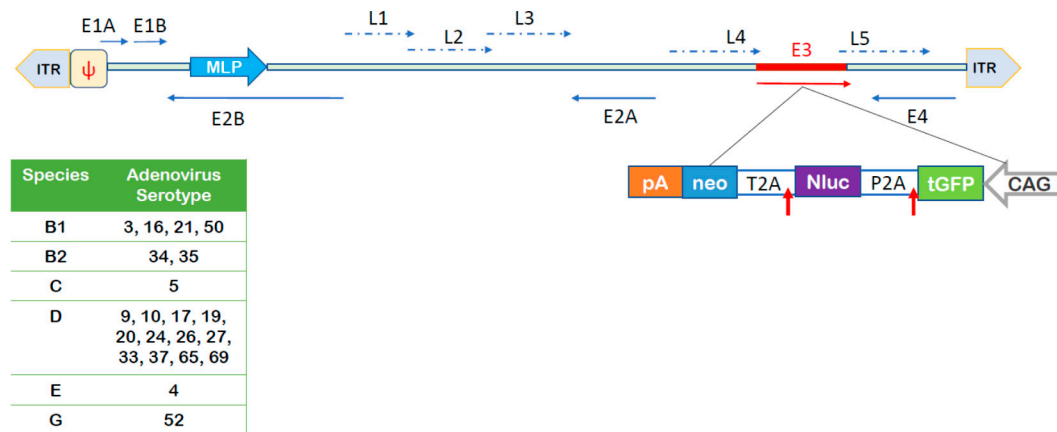 E1A E1B L1 L2 L3 L4 E3 L5
ITR ψ MLP ITR
E2B E2A E4
pA neo T2A Nluc P2A tGFP CAG
Species Adenovirus
Serotype
B1 3, 16, 21, 50
B2 34, 35
C 5
D 9, 10, 17, 19,
20, 24, 26, 27,
33, 37, 65, 69
E 4
G 52